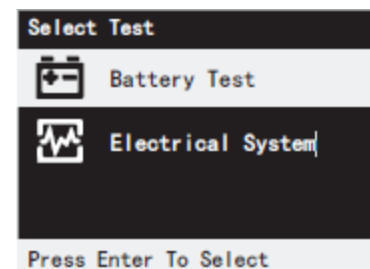 Select Test
Battery Test
Electrical System
Press Enter To Select